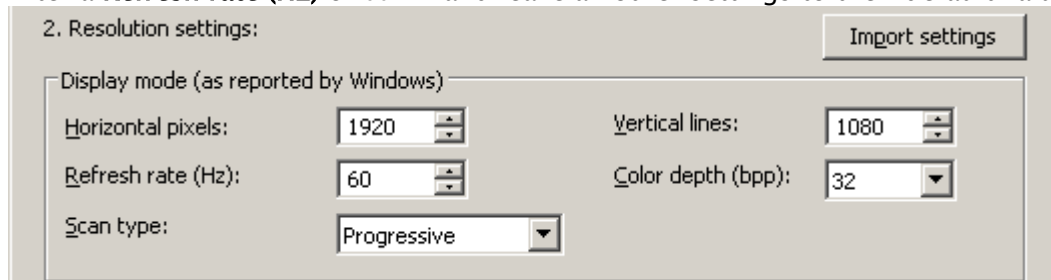 2. Resolution settings:
Import settings
Display mode (as reported by Windows)
Horizontal pixels: 1920 Vertical lines: 1080
Refresh rate (Hz): 60 Color depth (bpp): 32
Scan type: Progressive